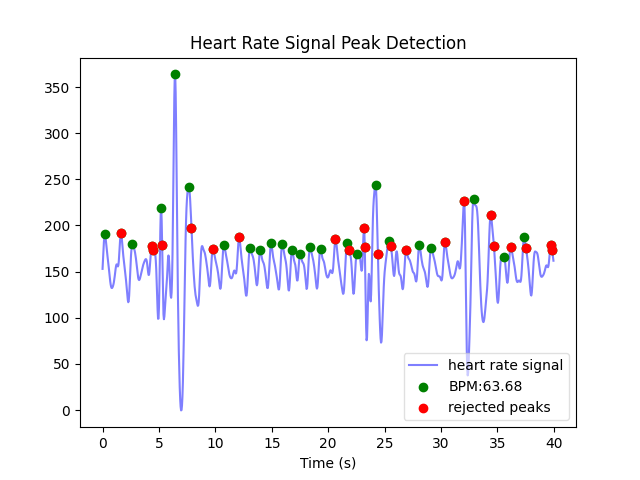 Heart Rate Signal Peak Detection
350
300
250
200
150
100
50
0
heart rate signal
BPM:63.68
rejected peaks
0 5 10 15 20 25 30 35 40
Time (s)